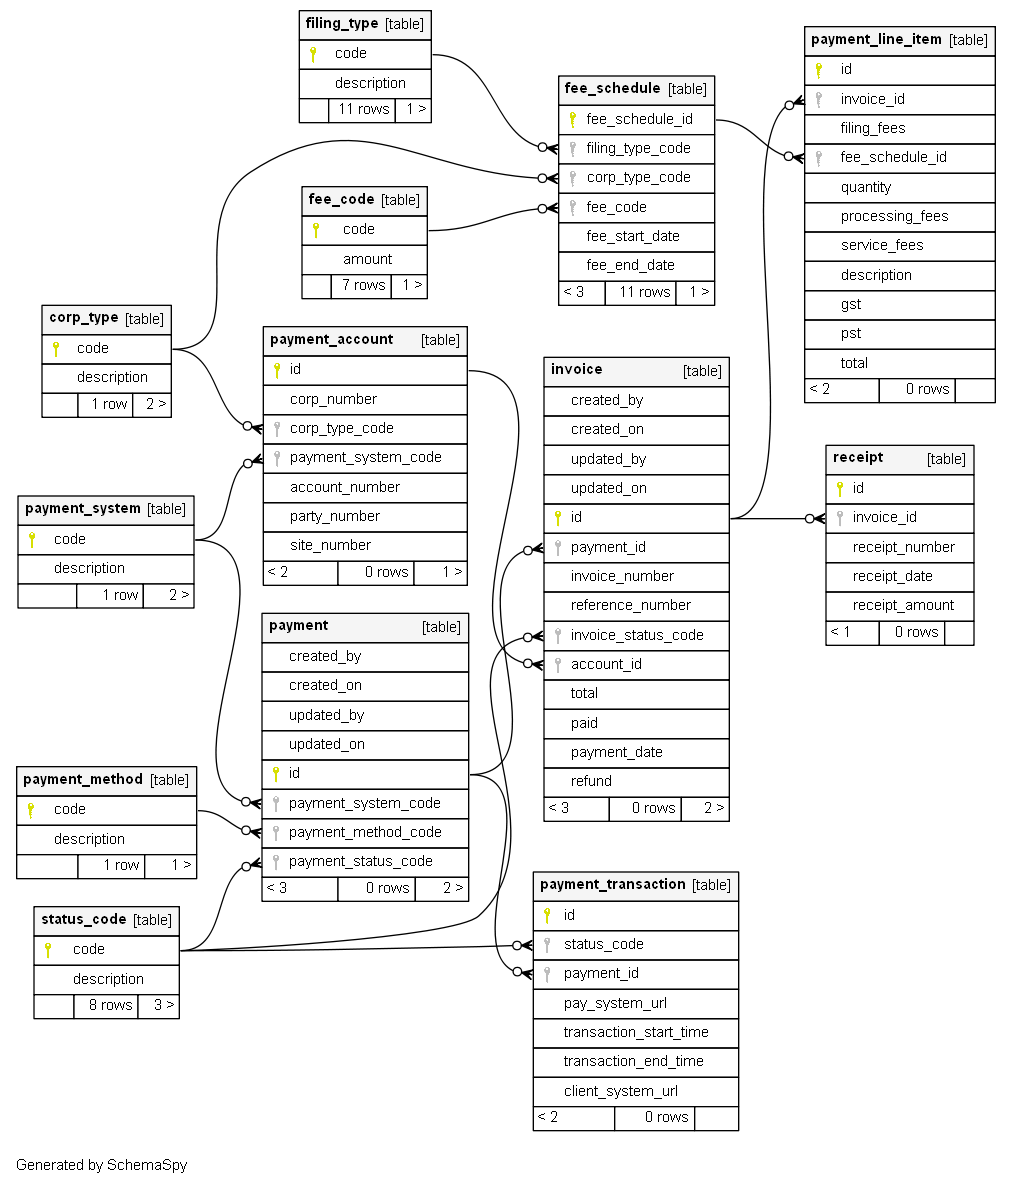 filing_type [table]
code
description
11 rows 1 >
fee_code [table]
code
amount
7 rows 1 >
corp_type [table]
code
description
1 row 2 >
payment_system [table]
code
description
1 row 2 >
payment_method [table]
code
description
1 row 1 >
status_code [table]
code
description
8 rows 3 >
payment_account [table]
id
corp_number
corp_type_code
payment_system_code
account_number
party_number
site_number
< 2 0 rows 1 >
payment [table]
created_by
created_on
updated_by
updated_on
id
payment_system_code
payment_method_code
payment_status_code
< 3 0 rows 2 >
fee_schedule [table]
fee_schedule_id
filing_type_code
corp_type_code
fee_code
fee_start_date
fee_end_date
< 3 11 rows 1 >
invoice [table]
created_by
created_on
updated_by
updated_on
id
payment_id
invoice_number
reference_number
invoice_status_code
account_id
total
paid
payment_date
refund
< 3 0 rows 2 >
payment_transaction [table]
id
status_code
payment_id
pay_system_url
transaction_start_time
transaction_end_time
client_system_url
< 2 0 rows
payment_line_item [table]
id
invoice_id
filing_fees
fee_schedule_id
quantity
processing_fees
service_fees
description
gst
pst
total
< 2 0 rows
receipt [table]
id
invoice_id
receipt_number
receipt_date
receipt_amount
< 1 0 rows
Generated by SchemaSpy